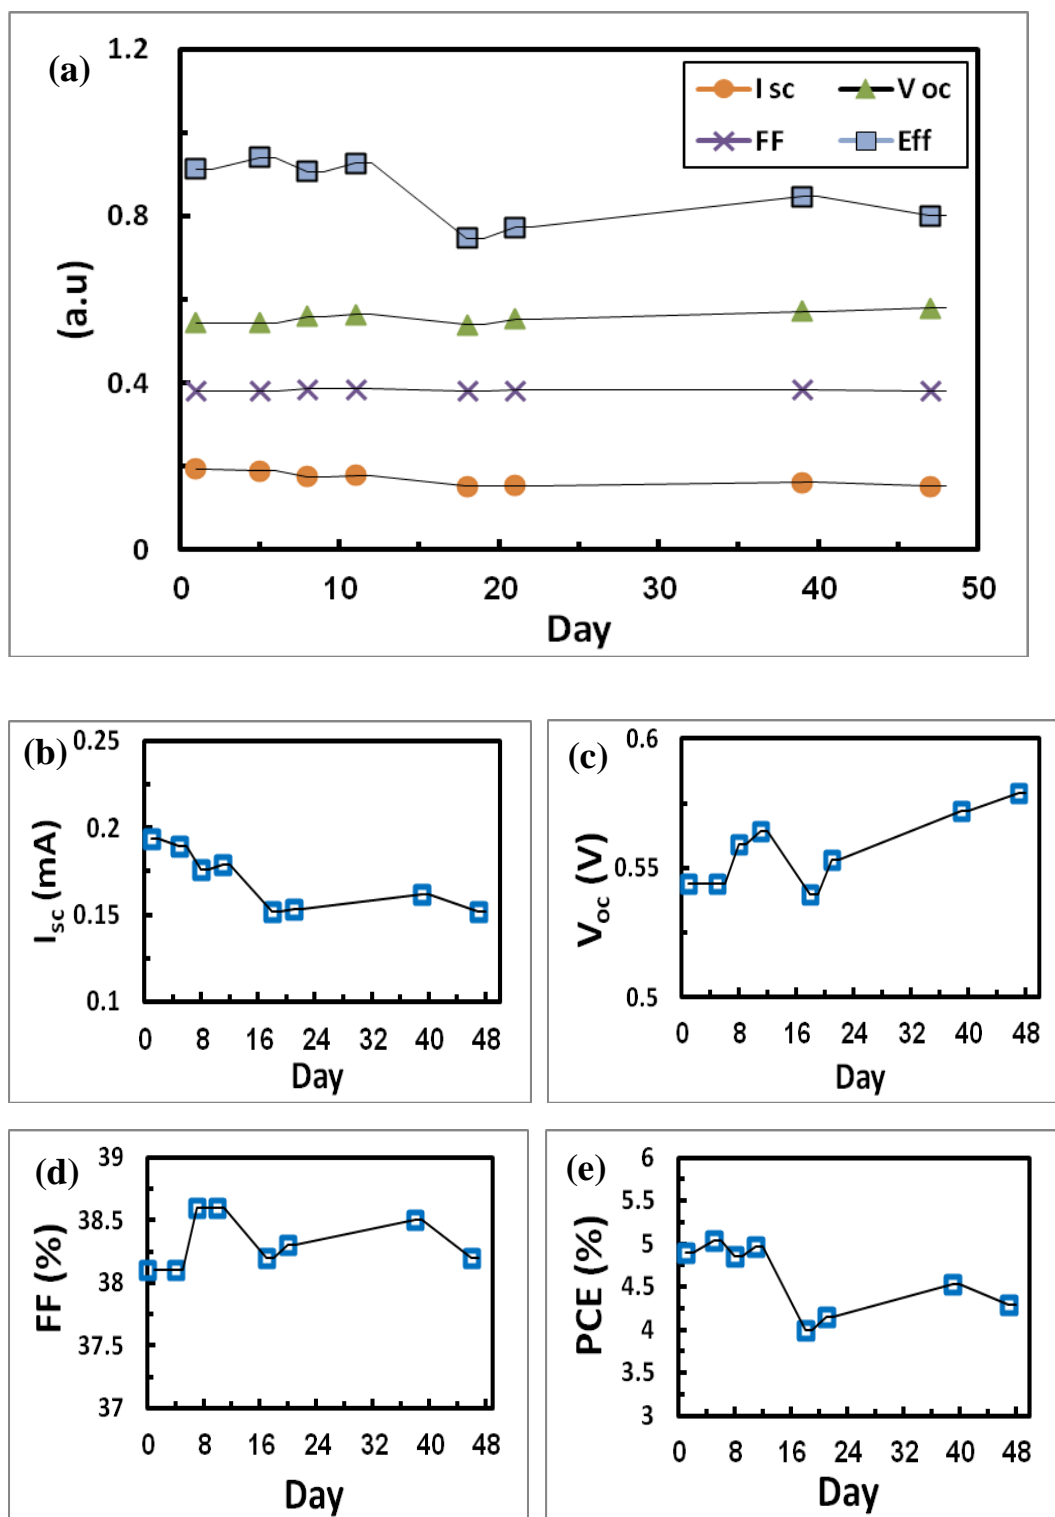 (a)
1.2
0.8
0.4
0
(a.u)
I sc
V oc
FF
Eff
0 10 20 30 40 50
Day
(b)
0.25
0.2
0.15
0.1
Isc (mA)
0 8 16 24 32 40 48
Day
(c)
0.6
0.55
0.5
Voc (V)
0 8 16 24 32 40 48
Day
(d)
39
38.5
38
37.5
37
FF (%)
0 8 16 24 32 40 48
Day
(e)
6
5.5
5
4.5
4
3.5
3
PCE (%)
0 8 16 24 32 40 48
Day